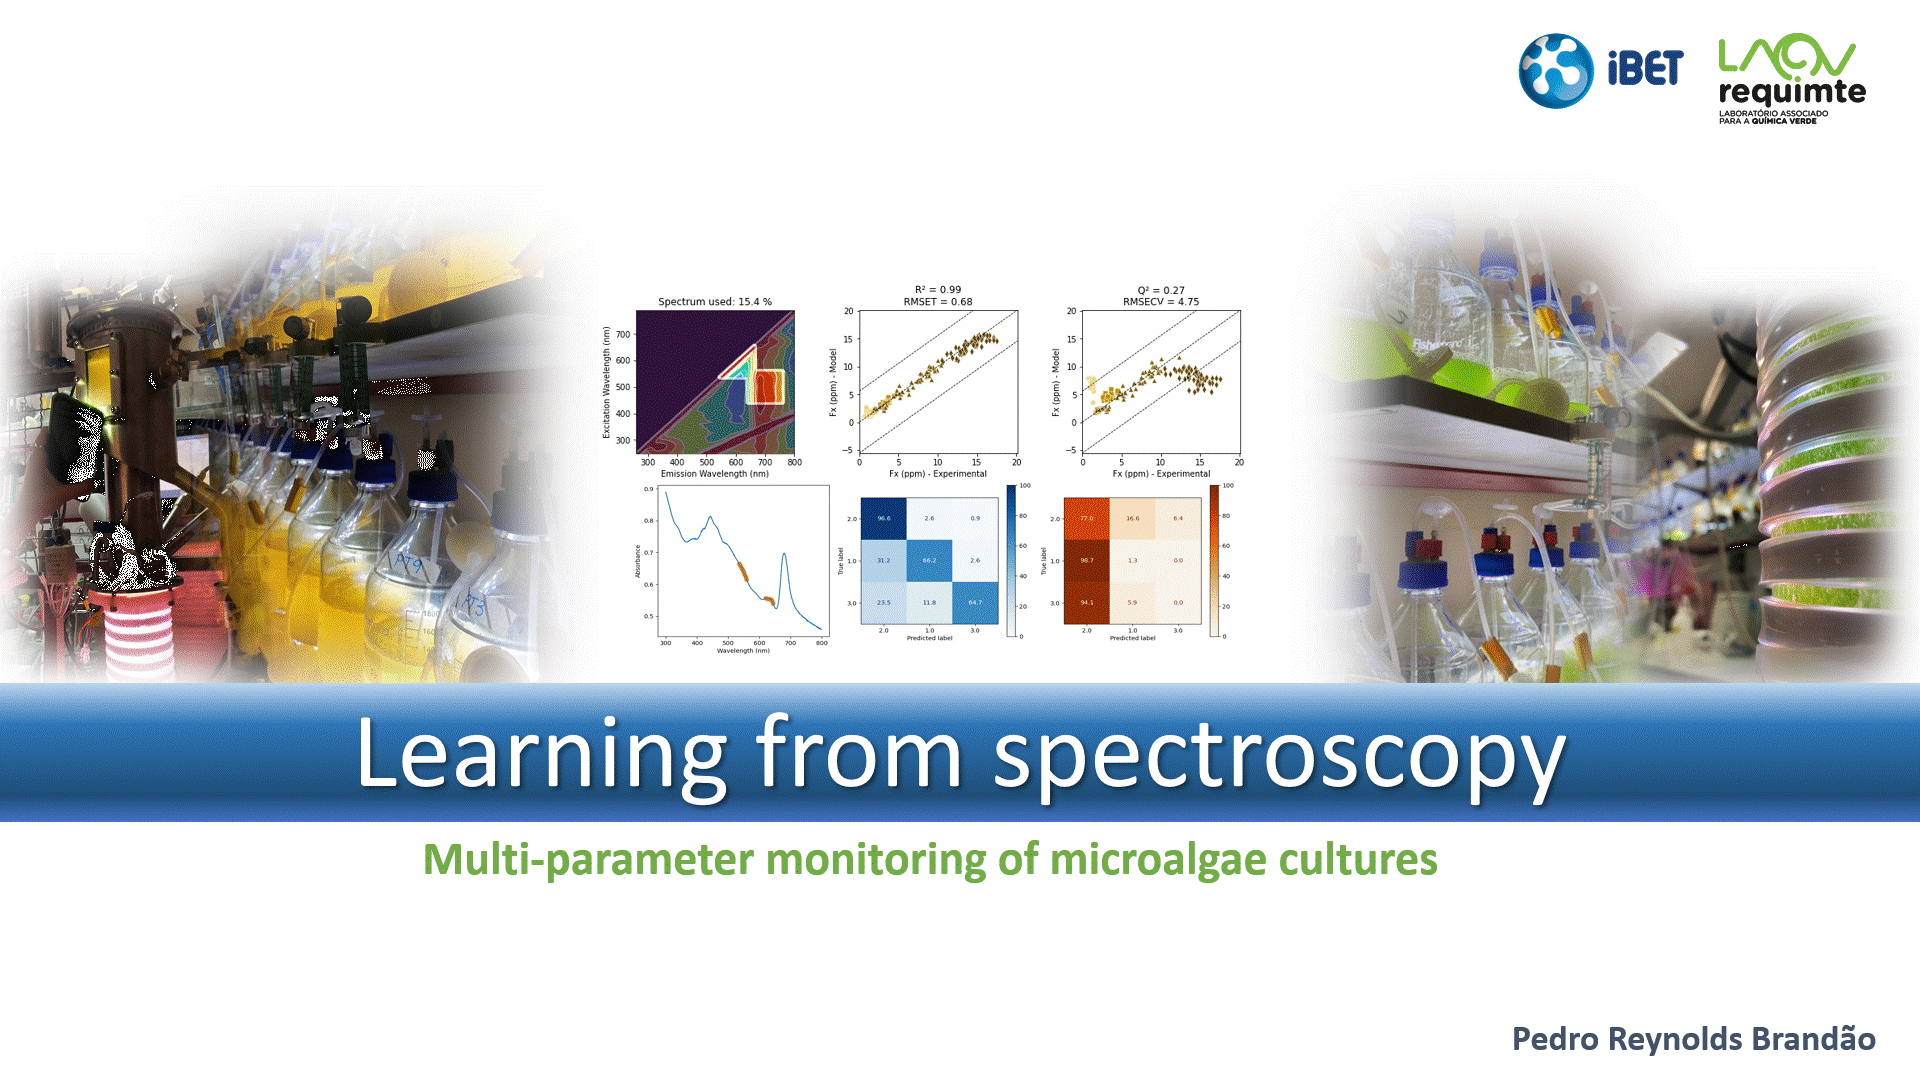 iBET
LAQV
requimte
LABORATÓRIO ASSOCIADO
PARA A QUÍMICA VERDE
Spectrum used: 15.4 %
Excitation Wavelength (nm)
700
600
500
400
300
300 400 500 600 700 800
Emission Wavelength (nm)
R² = 0.99
RMSET = 0.68
Fx (ppm) - Model
20
15
10
5
0
−5
0 5 10 15 20
Fx (ppm) - Experimental
Q² = 0.27
RMSECV = 4.75
Fx (ppm) - Model
20
15
10
5
0
−5
0 5 10 15 20
Fx (ppm) - Experimental
Absorbance
0.9
0.8
0.7
0.6
0.5
300 400 500 600 700 800
Wavelength (nm)
True label
2.0 96.6 2.6 0.9
1.0 31.2 66.2 2.6
3.0 23.5 11.8 64.7
2.0 1.0 3.0
Predicted label
100
80
60
40
20
0
True label
2.0 77.0 16.6 6.4
1.0 98.7 1.3 0.0
3.0 94.1 5.9 0.0
2.0 1.0 3.0
Predicted label
100
80
60
40
20
0
PT9
PT3
Fisherbrand
Learning from spectroscopy
Multi-parameter monitoring of microalgae cultures
Pedro Reynolds Brandão